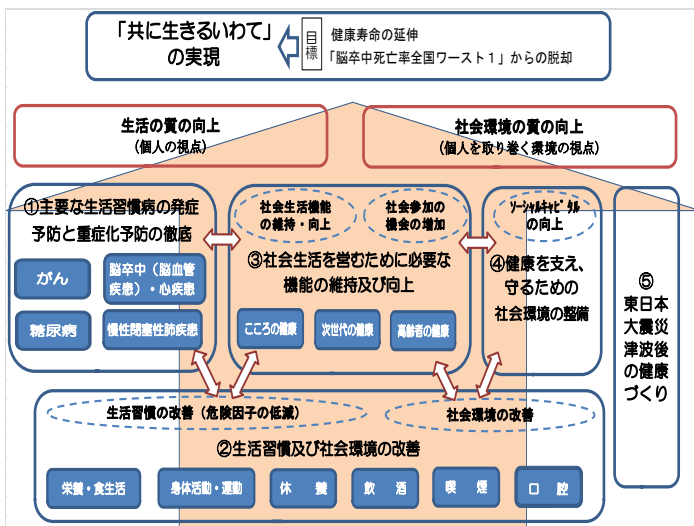 「共に生きるいわて」
の実現
目標
健康寿命の延伸
「脳卒中死亡率全国ワースト１」からの脱却
生活の質の向上
(個人の視点)
社会環境の質の向上
(個人を取り巻く環境の視点)
①主要な生活習慣病の発症
予防と重症化予防の徹底
がん
脳卒中（脳血管
疾患）・心疾患
糖尿病
慢性閉塞性肺疾患
社会生活機能
の維持・向上
社会参加の
機会の増加
③社会生活を営むために必要な
機能の維持及び向上
こころの健康
次世代の健康
高齢者の健康
ソーシャルキャピタル
の向上
④健康を支え、
守るための
社会環境の整備
⑤
東日本
大震災
津波後
の健康
づくり
生活習慣の改善（危険因子の低減）
社会環境の改善
②生活習慣及び社会環境の改善
栄養・食生活
身体活動・運動
休　養
飲　酒
喫　煙
口　腔